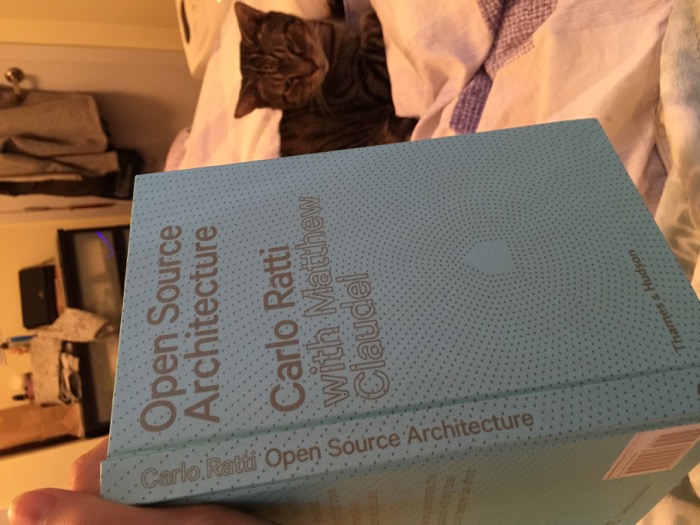 Open Source
Architecture
Carlo Ratti
with Matthew
Claudel
Thames & Hudson
Carlo Ratti Open Source Architecture